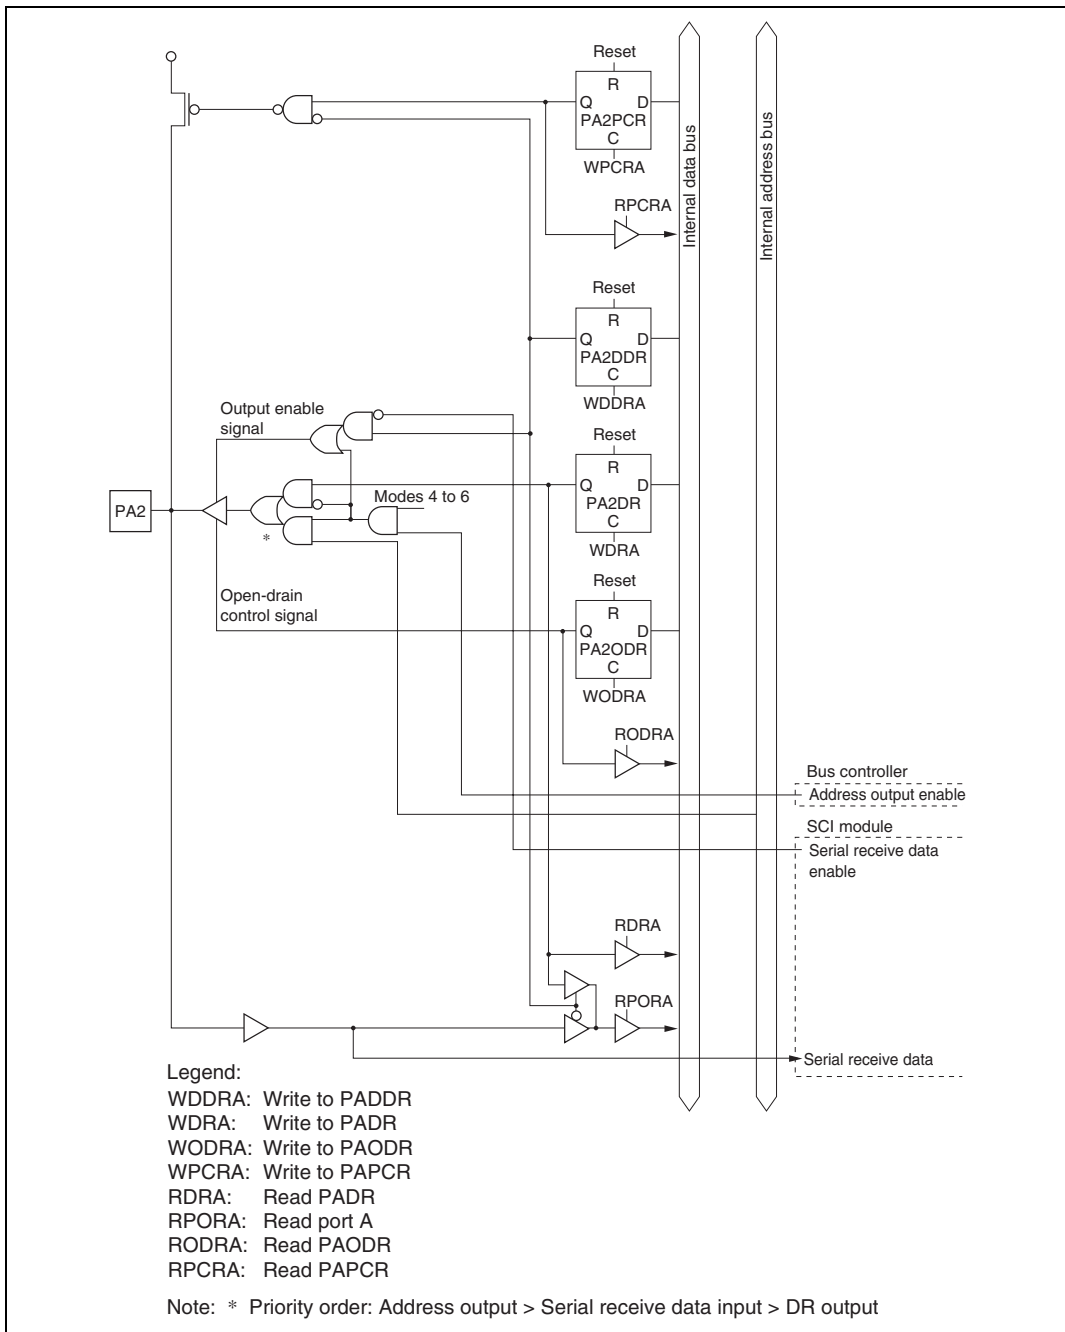 Reset
R
Q D
PA2PCR
C
WPCRA
Internal data bus
Internal address bus
RPCRA
Reset
R
Q D
PA2DDR
C
WDDRA
Output enable
signal
Reset
R
Q D
PA2DR
C
WDRA
Modes 4 to 6
PA2
*
Open-drain
control signal
Reset
R
Q D
PA2ODR
C
WODRA
RODRA
Bus controller
Address output enable
SCI module
Serial receive data
enable
RDRA
RPORA
Serial receive data
Legend:
WDDRA: Write to PADDR
WDRA: Write to PADR
WODRA: Write to PAODR
WPCRA: Write to PAPCR
RDRA: Read PADR
RPORA: Read port A
RODRA: Read PAODR
RPCRA: Read PAPCR
Note: * Priority order: Address output > Serial receive data input > DR output